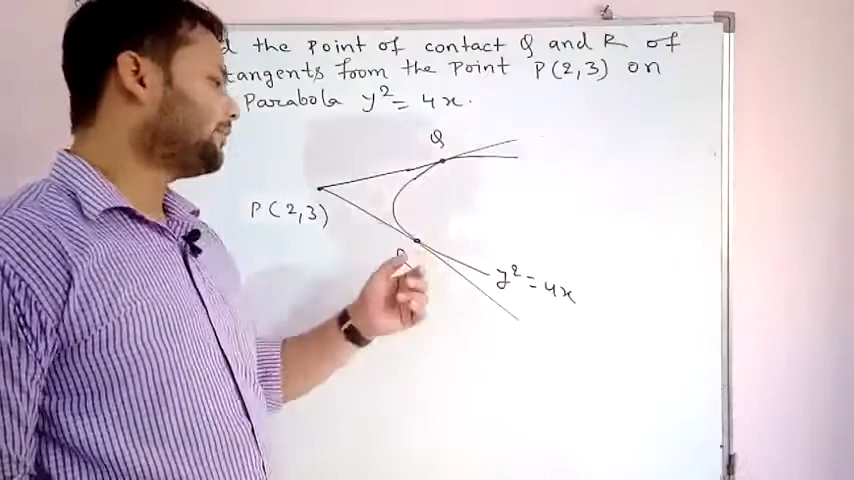 the point of contact Q and R of
tangents from the point P(2,3) on
Parabola y² = 4x.
Q
P(2,3)
y² = 4x